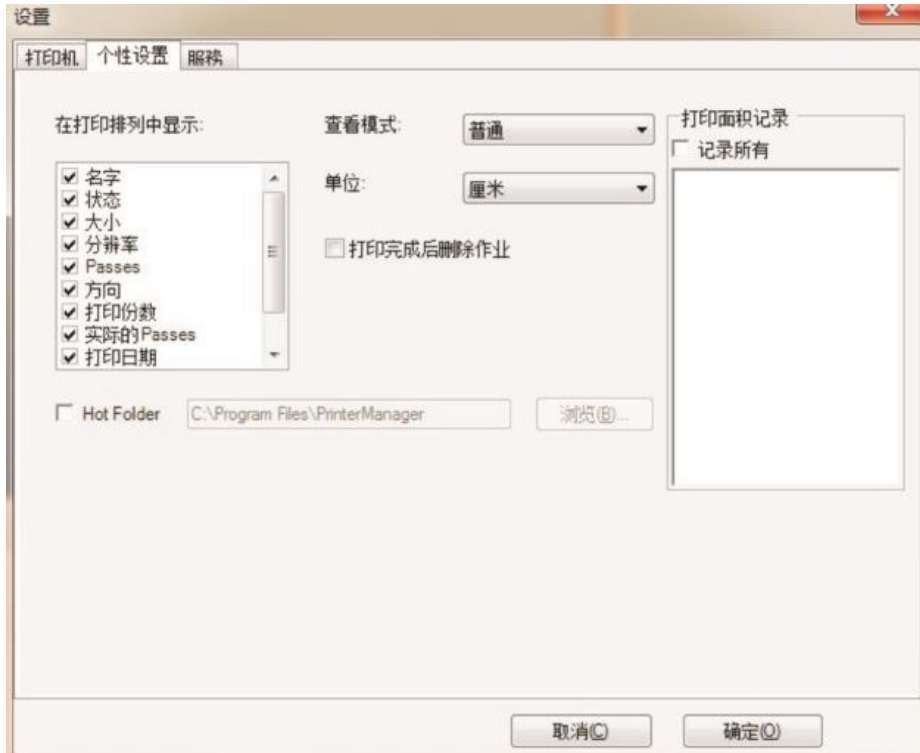 设置
打印机 个性设置 服務
在打印排列中显示:
名字
状态
大小
分辨率
Passes
方向
打印份数
实际的Passes
打印日期
查看模式: 普通
单位: 厘米
打印完成后删除作业
打印面积记录
记录所有
Hot Folder C:\Program Files\PrinterManager 浏览(B)...
取消(C) 确定(O)